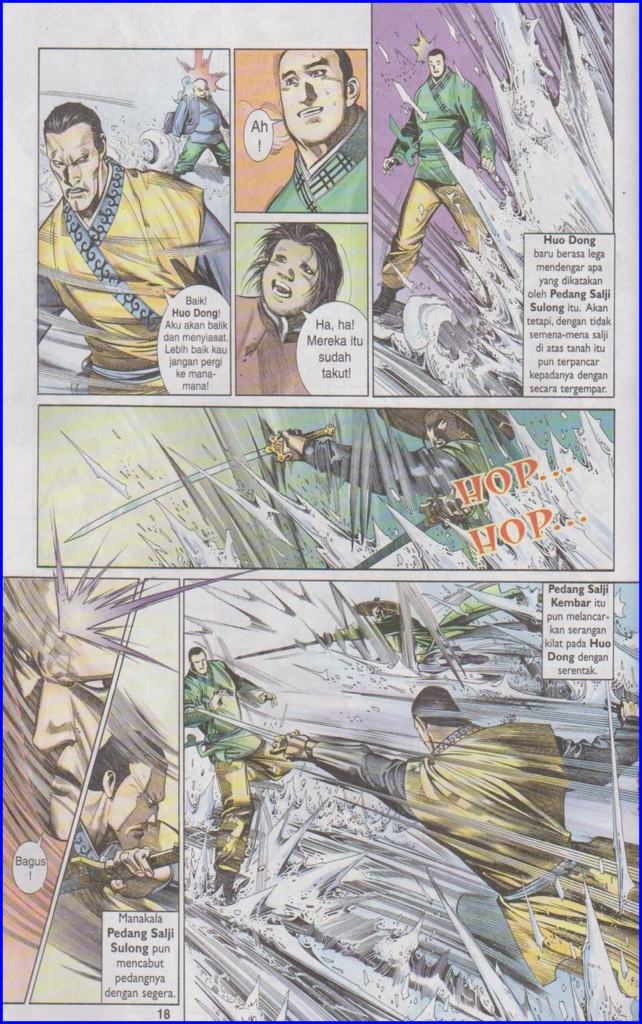 Baik!
Huo Dong!
Aku akan balik
dan menyiasat.
Lebih baik kau
jangan pergi
ke mana-
mana!
Ah
!
Ha, ha!
Mereka itu
sudah
takut!
Huo Dong
baru berasa lega
mendengar apa
yang dikatakan
oleh Pedang Salji
Sulong itu. Akan
tetapi, dengan tidak
semena-mena salji
di atas tanah itu
pun terpancar
kepadanya dengan
secara tergempar.
HOP...
HOP...
Bagus
!
Manakala
Pedang Salji
Sulong pun
mencabut
pedangnya
dengan segera.
Pedang Salji
Kembar itu
pun melancar-
kan serangan
kilat pada Huo
Dong dengan
serentak.
18